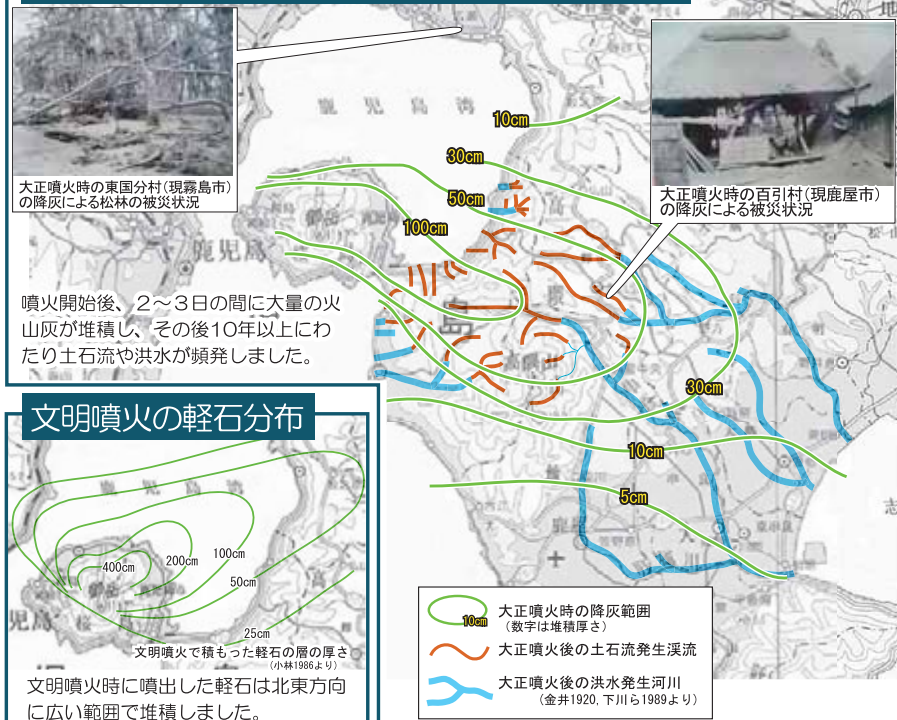 大正噴火時の東国分村(現霧島市)
の降灰による松林の被災状況
大正噴火時の百引村(現鹿屋市)
の降灰による被災状況
鹿児島湾
鹿児島
10cm
30cm
50cm
100cm
30cm
10cm
5cm
噴火開始後、2~3日の間に大量の火
山灰が堆積し、その後10年以上にわ
たり土石流や洪水が頻発しました。
文明噴火の軽石分布
鹿児島湾
400cm
200cm
100cm
50cm
25cm
文明噴火で積もった軽石の層の厚さ
(小林1986より)
文明噴火時に噴出した軽石は北東方向
に広い範囲で堆積しました。
10cm
大正噴火時の降灰範囲
(数字は堆積厚さ)
大正噴火後の土石流発生渓流
大正噴火後の洪水発生河川
(金井1920,下川ら1989より)